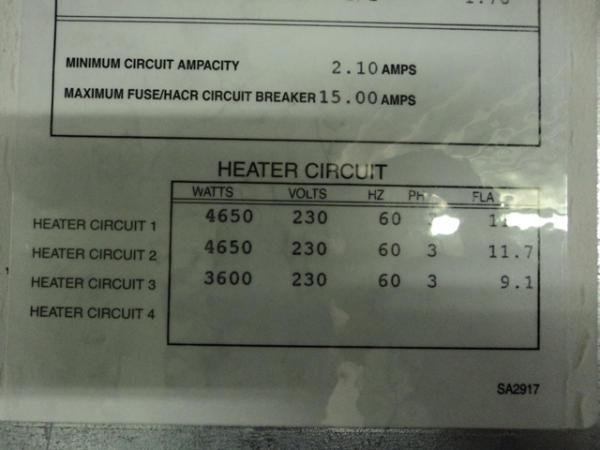 MINIMUM CIRCUIT AMPACITY 2.10 AMPS
MAXIMUM FUSE/HACR CIRCUIT BREAKER 15.00 AMPS
HEATER CIRCUIT
WATTS VOLTS HZ PH FLA
HEATER CIRCUIT 1 4650 230 60
HEATER CIRCUIT 2 4650 230 60 3 11.7
HEATER CIRCUIT 3 3600 230 60 3 9.1
HEATER CIRCUIT 4
SA2917